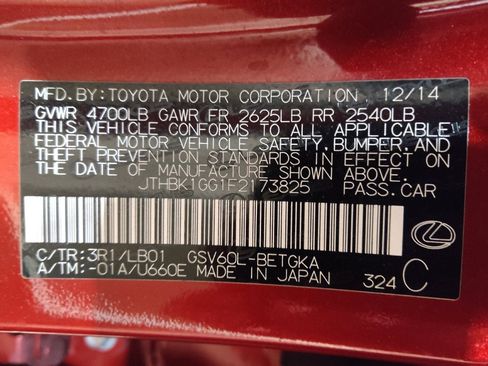 MFD.BY:TOYOTA MOTOR CORPORATION 12/14
GVWR 4700LB GAWR FR 2625LB RR 2540LB
THIS VEHICLE CONFORMS TO ALL APPLICABLE
FEDERAL MOTOR VEHICLE SAFETY,BUMPER,AND
THEFT PREVENTION STANDARDS IN EFFECT ON
THE DATE OF MANUFACTURE SHOWN ABOVE.
JTHBK1GG1F2173825 PASS.CAR
C/TR:3R1/LB01 GSV60L-BETGKA
A/TM:-01A/U660E MADE IN JAPAN
324 C